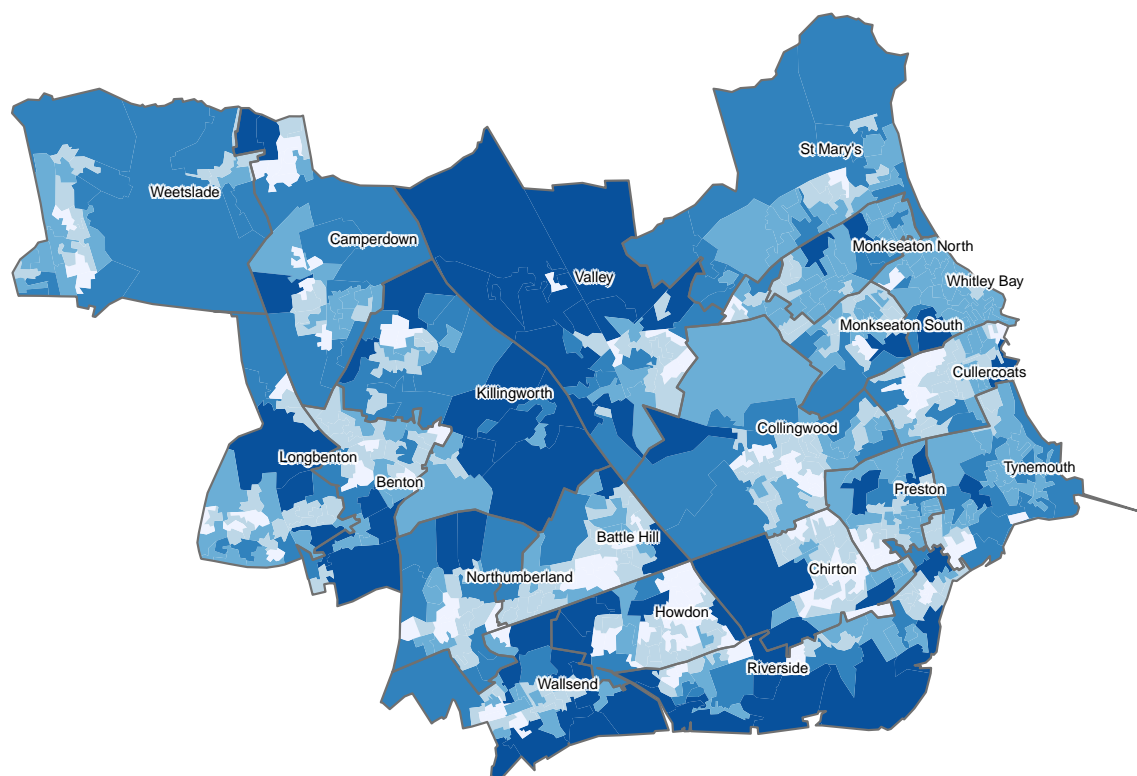 St Mary's
Weetslade
Camperdown
Monkseaton North
Valley
Whitley Bay
Monkseaton South
Cullercoats
Killingworth
Collingwood
Longbenton
Tynemouth
Benton
Preston
Battle Hill
Chirton
Northumberland
Howdon
Riverside
Wallsend